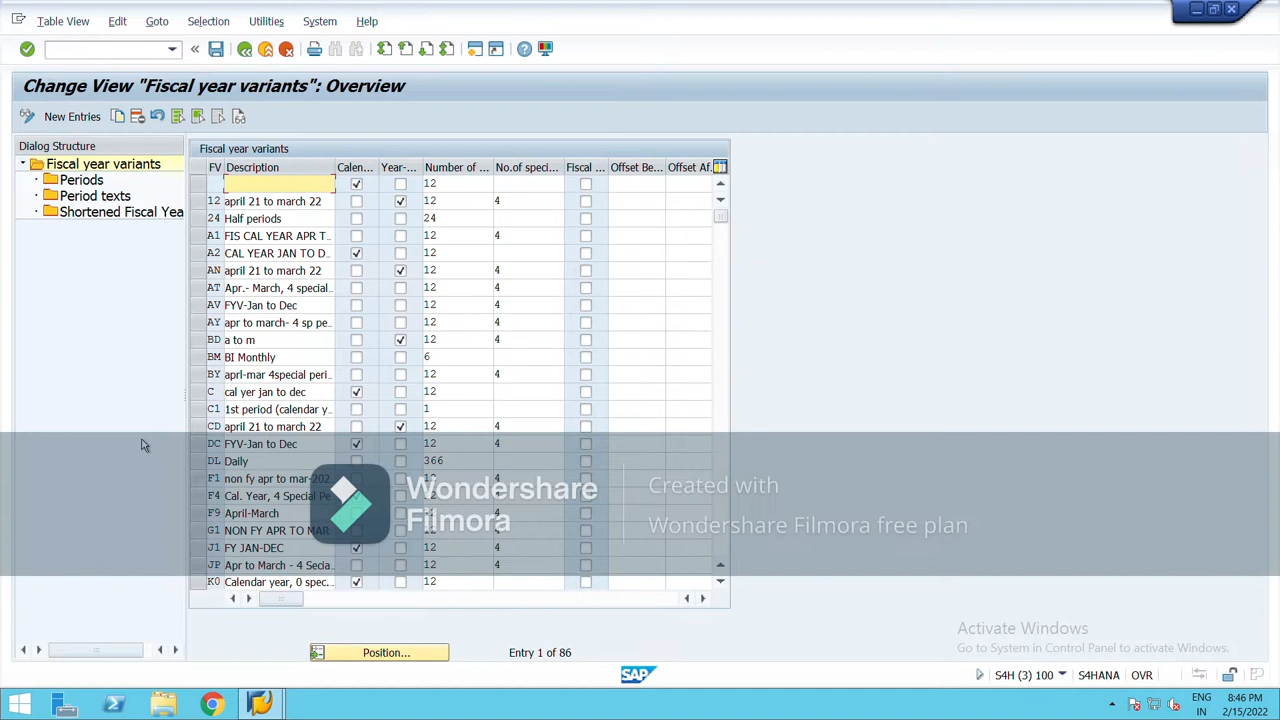 Table View Edit Goto Selection Utilities System Help
Change View "Fiscal year variants": Overview
New Entries
Dialog Structure
Fiscal year variants
Periods
Period texts
Shortened Fiscal Yea
Fiscal year variants
FV Description Calen... Year-... Number of ... No.of speci... Fiscal ... Offset Be... Offset Af...
12
12 april 21 to march 22 12 4
24 Half periods 24
A1 FIS CAL YEAR APR T... 12 4
A2 CAL YEAR JAN TO D... 12
AN april 21 to march 22 12 4
AT Apr.- March, 4 special... 12 4
AV FYV-Jan to Dec 12 4
AY apr to march- 4 sp pe... 12 4
BD a to m 12 4
BM BI Monthly 6
BY aprl-mar 4special peri... 12 4
C cal yer jan to dec 12
C1 1st period (calendar y... 1
CD april 21 to march 22 12 4
DC FYV-Jan to Dec 12 4
DL Daily 366
F1 non fy apr to mar-202... 4
F4 Cal. Year, 4 Special Pe...
F9 April-March
G1 NON FY APR TO MAR 12 4
J1 FY JAN-DEC 12 4
JP Apr to March - 4 Secia... 12 4
K0 Calendar year, 0 spec... 12
Wondershare
Filmora
Created with
Wondershare Filmora free plan
Position...
Entry 1 of 86
Activate Windows
Go to System in Control Panel to activate Windows.
SAP
S4H (3) 100 S4HANA OVR
ENG
IN
8:46 PM
2/15/2022